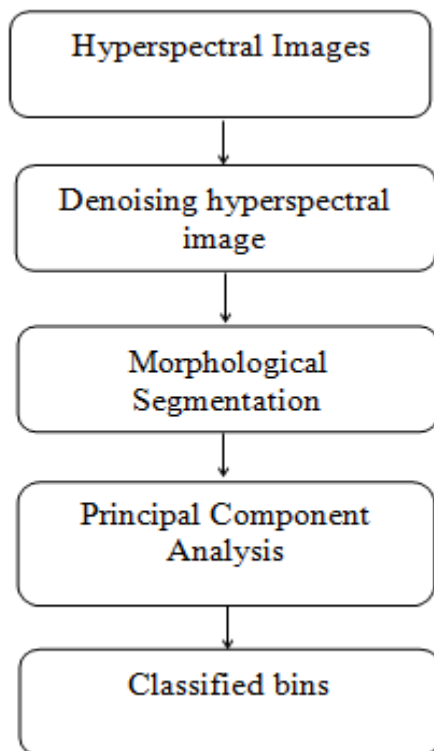 Hyperspectral Images
Denoising hyperspectral
image
Morphological
Segmentation
Principal Component
Analysis
Classified bins